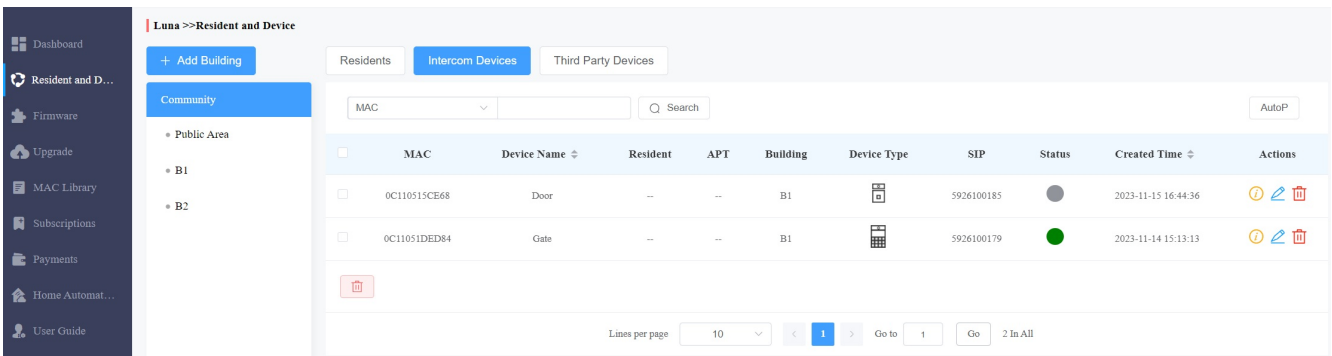 Luna >>Resident and Device
Dashboard
Resident and D...
Firmware
Upgrade
MAC Library
Subscriptions
Payments
Home Automat...
User Guide
+ Add Building
Community
Public Area
B1
B2
Residents Intercom Devices Third Party Devices
MAC Search AutoP
MAC Device Name Resident APT Building Device Type SIP Status Created Time Actions
0C110515CE68 Door -- -- B1 5926100185 2023-11-15 16:44:36
0C11051DED84 Gate -- -- B1 5926100179 2023-11-14 15:13:13
Lines per page 10 < 1 > Go to 1 Go 2 In All